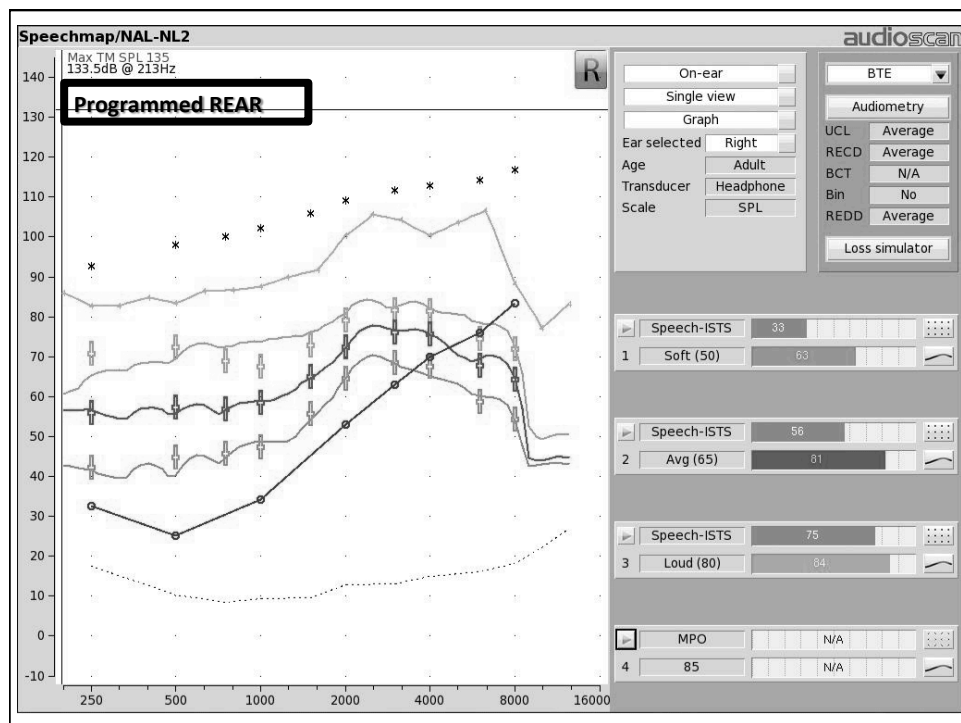 Speechmap/NAL-NL2
audioscan
Max TM SPL 135
133.5dB @ 213Hz
R
Programmed REAR
140
130
120
110
100
90
80
70
60
50
40
30
20
10
0
-10
250 500 1000 2000 4000 8000 16000
On-ear
Single view
Graph
Ear selected Right
Age Adult
Transducer Headphone
Scale SPL
BTE
Audiometry
UCL Average
RECD Average
BCT N/A
Bin No
REDD Average
Loss simulator
Speech-ISTS 33
1 Soft (50) 63
Speech-ISTS 56
2 Avg (65) 81
Speech-ISTS 75
3 Loud (80) 84
MPO N/A
4 85 N/A